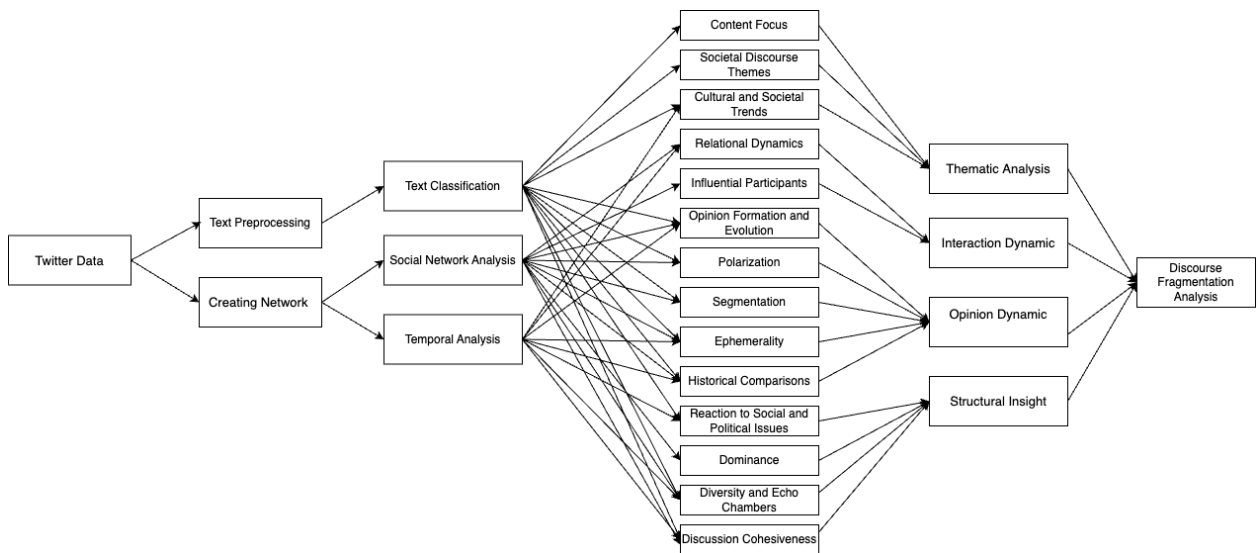 Twitter Data
Text Preprocessing
Creating Network
Text Classification
Social Network Analysis
Temporal Analysis
Content Focus
Societal Discourse
Themes
Cultural and Societal
Trends
Relational Dynamics
Influential Participants
Opinion Formation and
Evolution
Polarization
Segmentation
Ephemerality
Historical Comparisons
Reaction to Social and
Political Issues
Dominance
Diversity and Echo
Chambers
Discussion Cohesiveness
Thematic Analysis
Interaction Dynamic
Opinion Dynamic
Structural Insight
Discourse
Fragmentation
Analysis